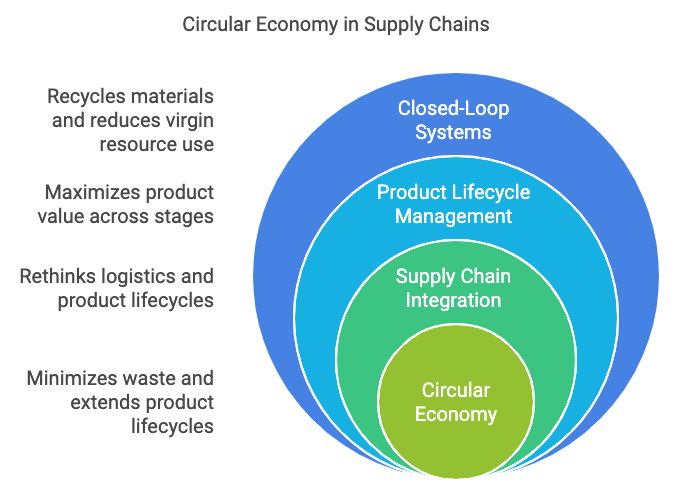 Circular Economy in Supply Chains
Recycles materials
and reduces virgin
resource use
Closed-Loop
Systems
Maximizes product
value across stages
Product Lifecycle
Management
Rethinks logistics and
product lifecycles
Supply Chain
Integration
Minimizes waste and
extends product
lifecycles
Circular
Economy